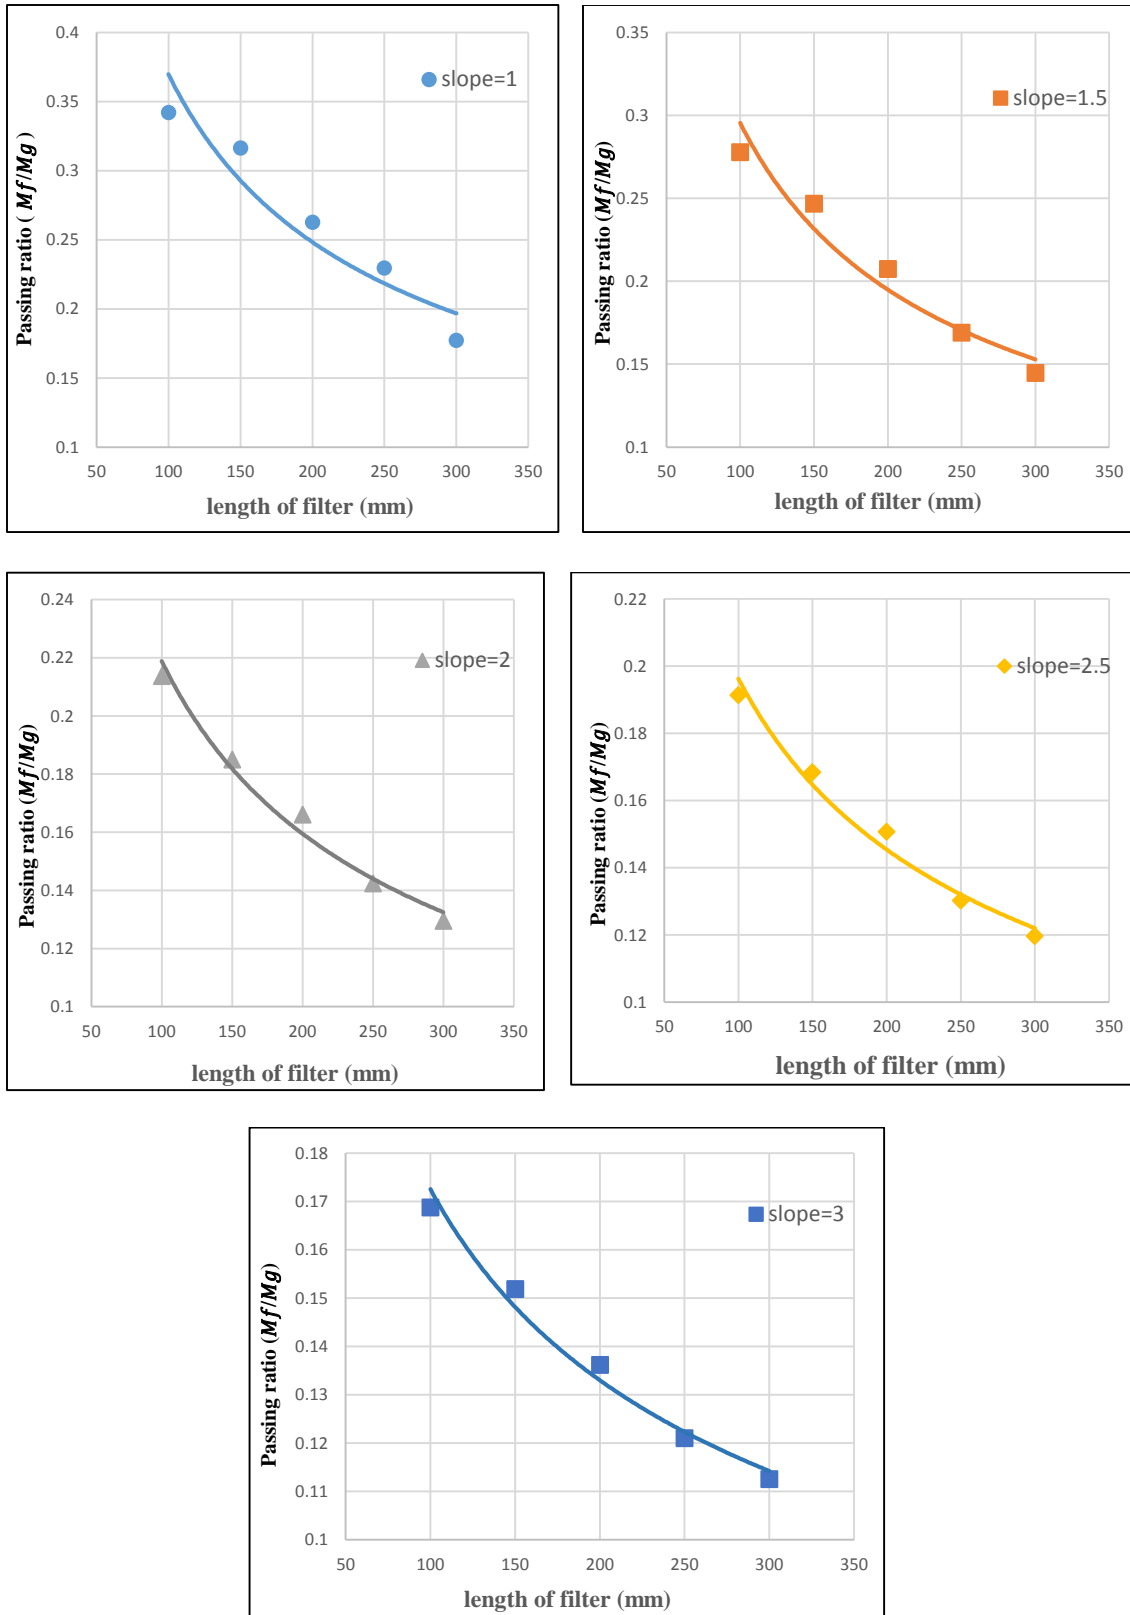 0.4
0.35
0.3
0.25
0.2
0.15
0.1
50 100 150 200 250 300 350
Passing ratio ( Mf/Mg)
length of filter (mm)
slope=1
0.35
0.3
0.25
0.2
0.15
0.1
50 100 150 200 250 300 350
Passing ratio (Mf/Mg)
length of filter (mm)
slope=1.5
0.24
0.22
0.2
0.18
0.16
0.14
0.12
0.1
50 100 150 200 250 300 350
Passing ratio (Mf/Mg)
length of filter (mm)
slope=2
0.22
0.2
0.18
0.16
0.14
0.12
0.1
50 100 150 200 250 300 350
Passing ratio (Mf/Mg)
length of filter (mm)
slope=2.5
0.18
0.17
0.16
0.15
0.14
0.13
0.12
0.11
0.1
50 100 150 200 250 300 350
Passing ratio (Mf/Mg)
length of filter (mm)
slope=3